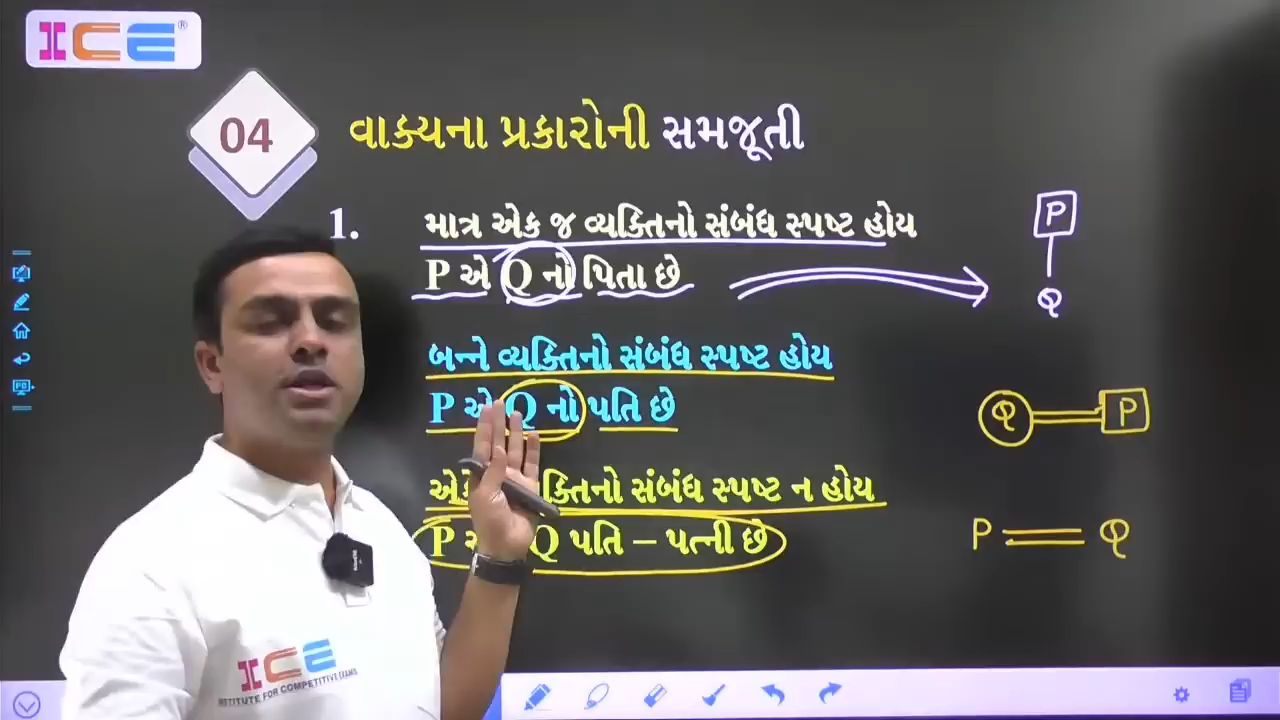 ICE®
04
વાક્યના પ્રકારોની સમજૂતી
1.
માત્ર એક જ વ્યક્તિનો સંબંધ સ્પષ્ટ હોય
P એ Q નો પિતા છે
P
Q
બન્ને વ્યક્તિનો સંબંધ સ્પષ્ટ હોય
P એ Q નો પતિ છે
Q P
સંબંધ સ્પષ્ટ ન હોય
P Q પતિ – પત્ની છે
P Q
ICE
INSTITUTE FOR COMPETITIVE EXAMS